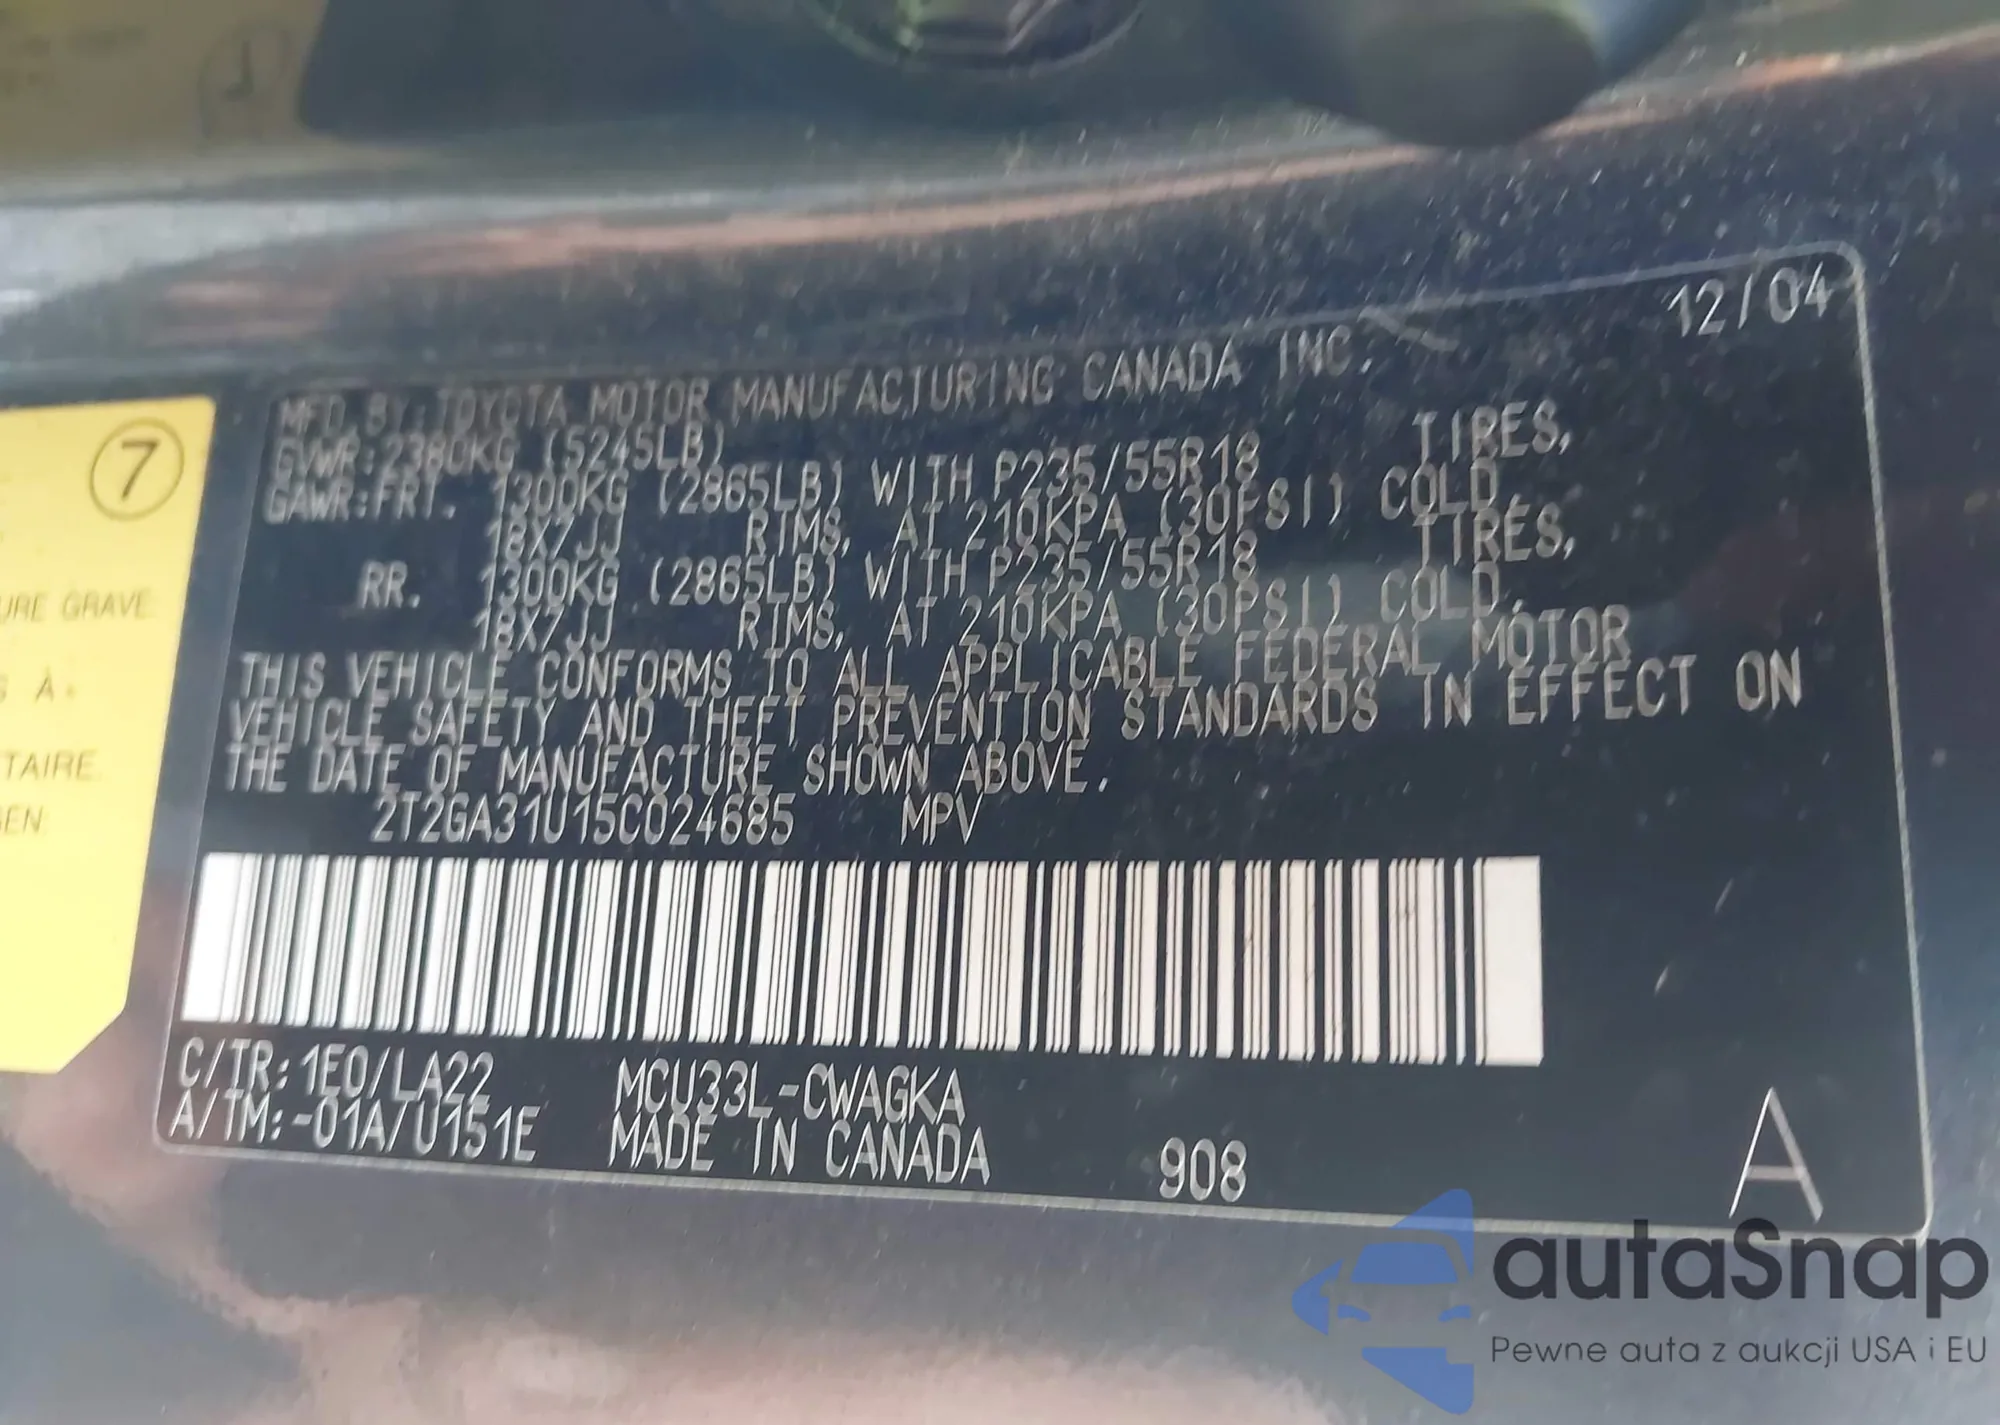 12/04
MFD.BY:TOYOTA MOTOR MANUFACTURING CANADA INC.
GVWR:2380KG (5245LB)
GAWR:FRT. 1300KG (2865LB) WITH P235/55R18 TIRES,
18X7JJ RIMS, AT 210KPA (30PSI) COLD.
RR. 1300KG (2865LB) WITH P235/55R18 TIRES,
18X7JJ RIMS, AT 210KPA (30PSI) COLD.
THIS VEHICLE CONFORMS TO ALL APPLICABLE FEDERAL MOTOR
VEHICLE SAFETY AND THEFT PREVENTION STANDARDS IN EFFECT ON
THE DATE OF MANUFACTURE SHOWN ABOVE.
2T2GA31U15C024685 MPV
C/TR:1E0/LA22 MCU33L-CWAGKA
A/TM:-01A/U151E MADE IN CANADA 908
A
7
URE GRAVE
À
TAIRE
autaSnap
Pewne auta z aukcji USA i EU